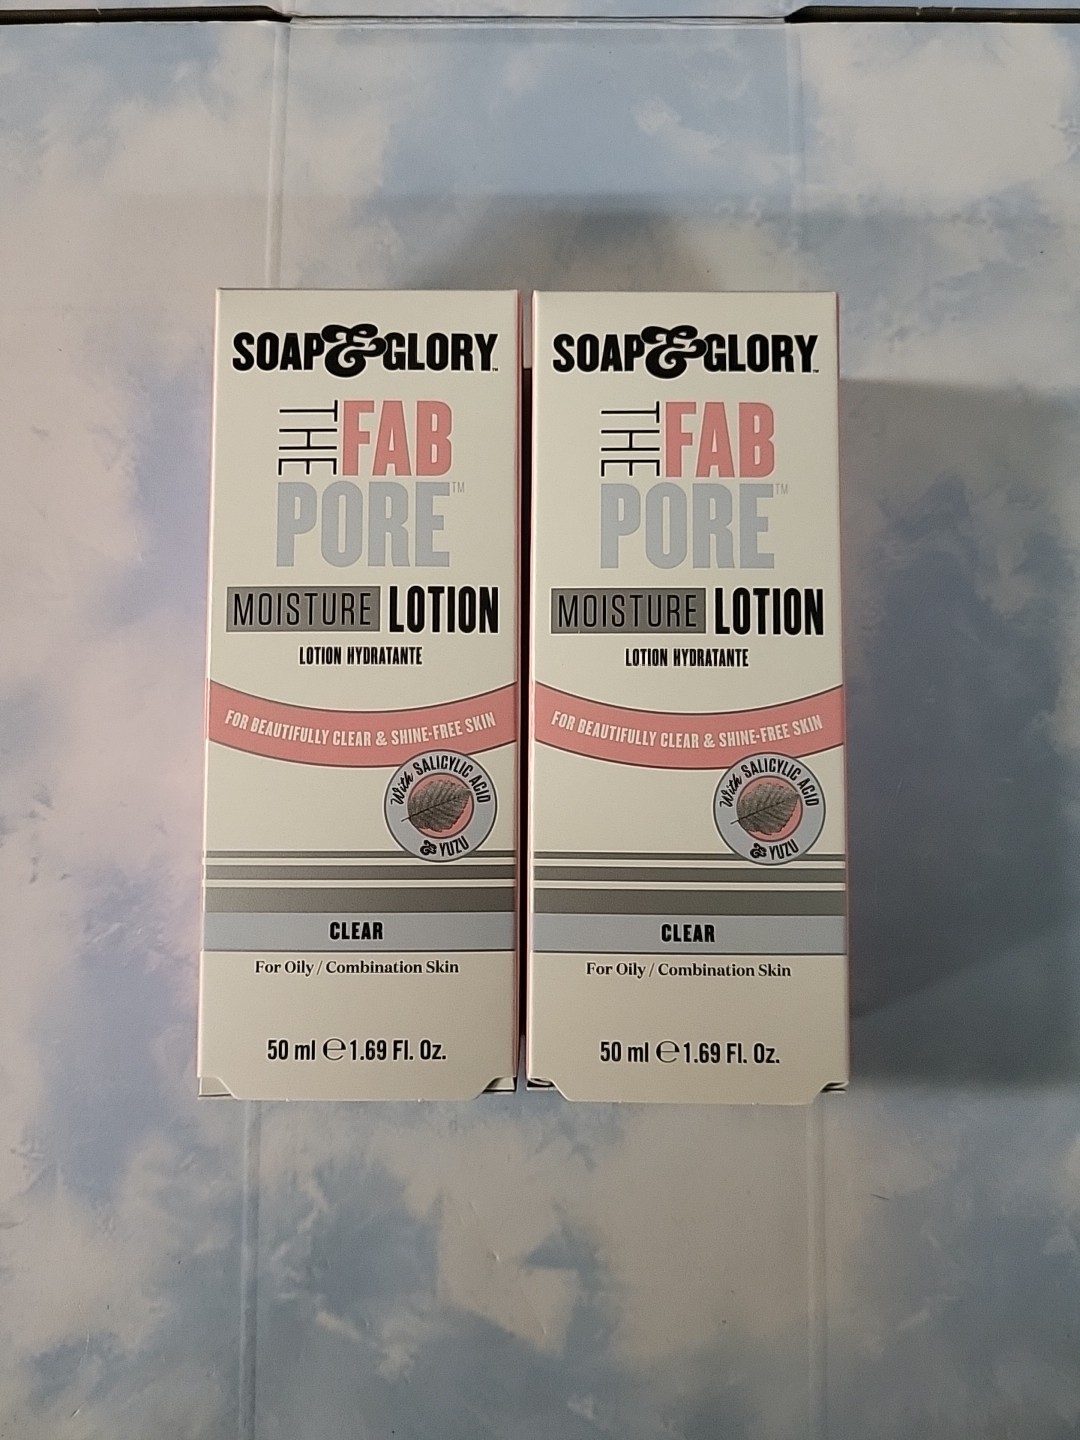 SOAP&GLORY™
THE FAB
PORE™
MOISTURE LOTION
LOTION HYDRATANTE
FOR BEAUTIFULLY CLEAR & SHINE-FREE SKIN
With SALICYLIC ACID
& YUZU
CLEAR
For Oily / Combination Skin
50 ml ℮ 1.69 Fl. Oz.
SOAP&GLORY™
THE FAB
PORE™
MOISTURE LOTION
LOTION HYDRATANTE
FOR BEAUTIFULLY CLEAR & SHINE-FREE SKIN
With SALICYLIC ACID
& YUZU
CLEAR
For Oily / Combination Skin
50 ml ℮ 1.69 Fl. Oz.